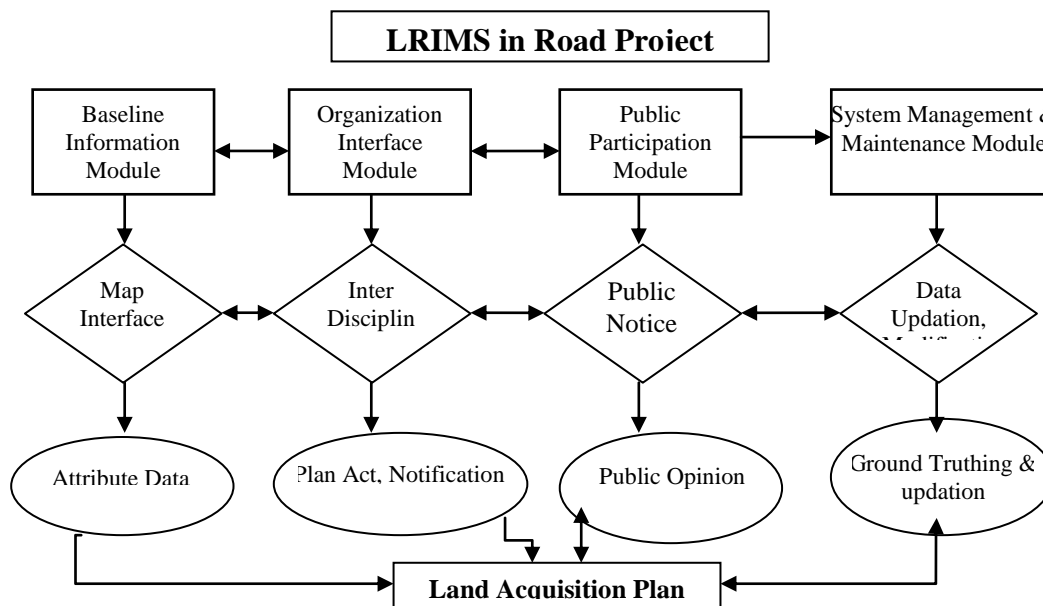 LRIMS in Road Project
Baseline
Information
Module
Organization
Interface
Module
Public
Participation
Module
System Management &
Maintenance Module
Map
Interface
Inter
Disciplin
Public
Notice
Data
Updation,
Attribute Data
Plan Act, Notification
Public Opinion
Ground Truthing &
updation
Land Acquisition Plan